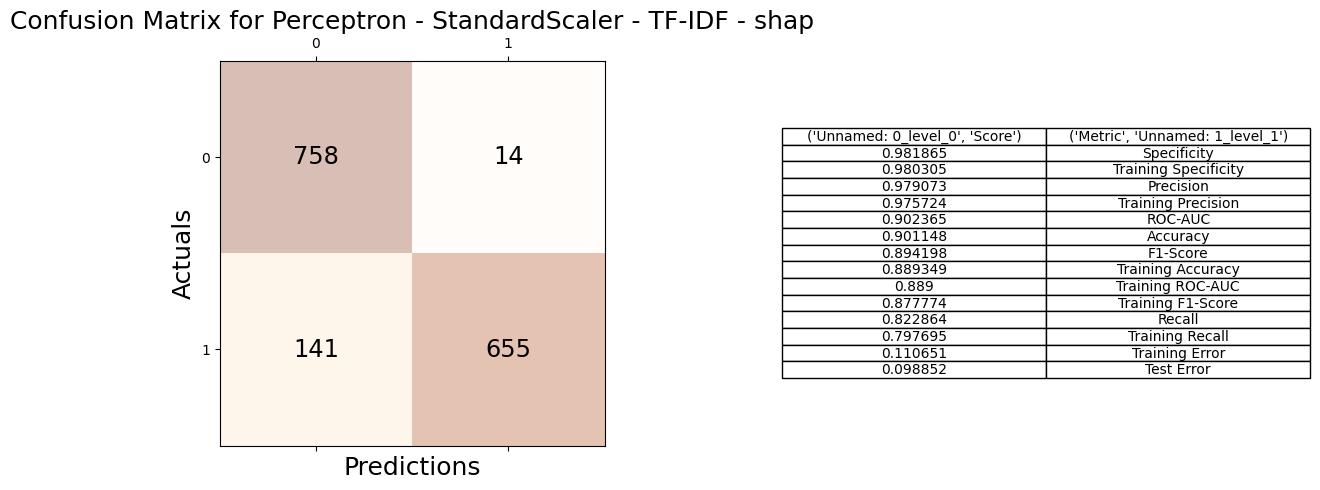 Confusion Matrix for Perceptron - StandardScaler - TF-IDF - shap
0 1
0 758 14
1 141 655
Actuals
Predictions
('Unnamed: 0_level_0', 'Score') ('Metric', 'Unnamed: 1_level_1')
0.981865 Specificity
0.980305 Training Specificity
0.979073 Precision
0.975724 Training Precision
0.902365 ROC-AUC
0.901148 Accuracy
0.894198 F1-Score
0.889349 Training Accuracy
0.889 Training ROC-AUC
0.877774 Training F1-Score
0.822864 Recall
0.797695 Training Recall
0.110651 Training Error
0.098852 Test Error